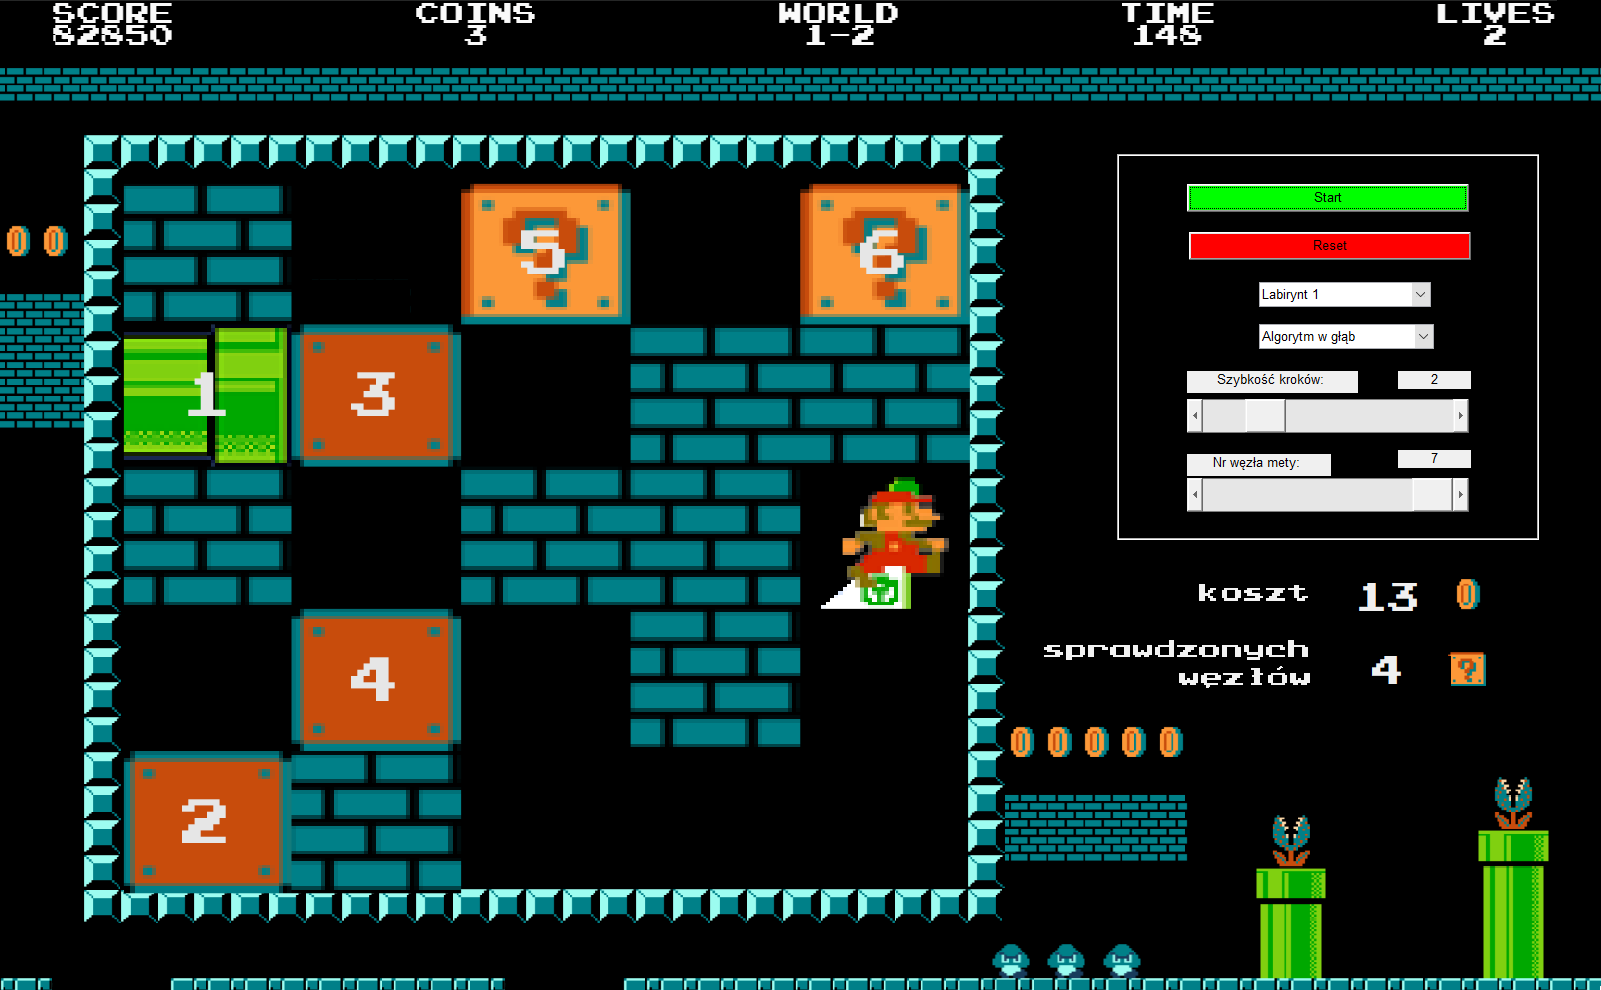 SCORE COINS WORLD TIME LIVES
82850 3 1-2 148 2
5 6
1 3
4
2
Start
Reset
Labirynt 1
Algorytm w głąb
Szybkość kroków: 2
Nr węzła mety: 7
koszt 13
sprawdzonych
węzłów 4